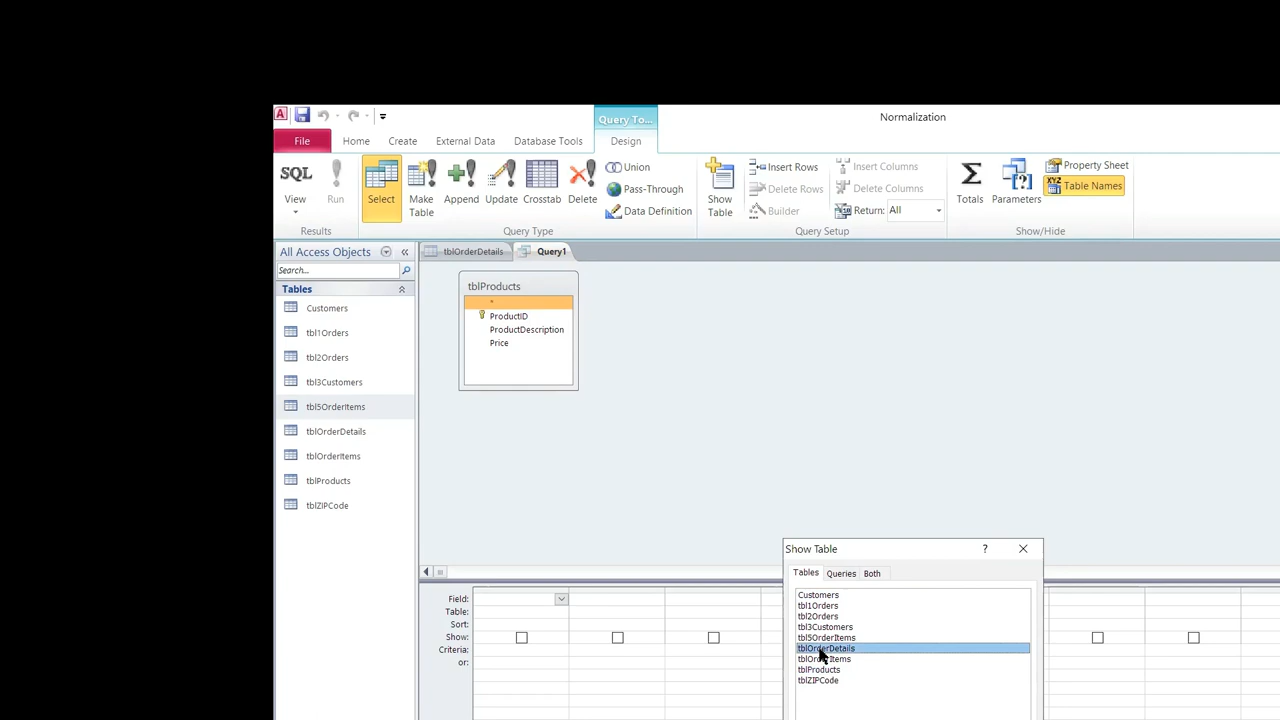 A
Query To...
Normalization
File
Home
Create
External Data
Database Tools
Design
SQL
View
Run
Select
Make
Table
Append
Update
Crosstab
Delete
Union
Pass-Through
Data Definition
Show
Table
Insert Rows
Delete Rows
Builder
Insert Columns
Delete Columns
Return: All
Totals
Parameters
Property Sheet
XYZ Table Names
Results
Query Type
Query Setup
Show/Hide
All Access Objects
Search...
Tables
Customers
tbl1Orders
tbl2Orders
tbl3Customers
tbl5OrderItems
tblOrderDetails
tblOrderItems
tblProducts
tblZIPCode
tblOrderDetails
Query1
tblProducts
*
ProductID
ProductDescription
Price
Show Table
?
Tables
Queries
Both
Customers
tbl1Orders
tbl2Orders
tbl3Customers
tbl5OrderItems
tblOrderDetails
tblOrderItems
tblProducts
tblZIPCode
Field:
Table:
Sort:
Show:
Criteria:
or: